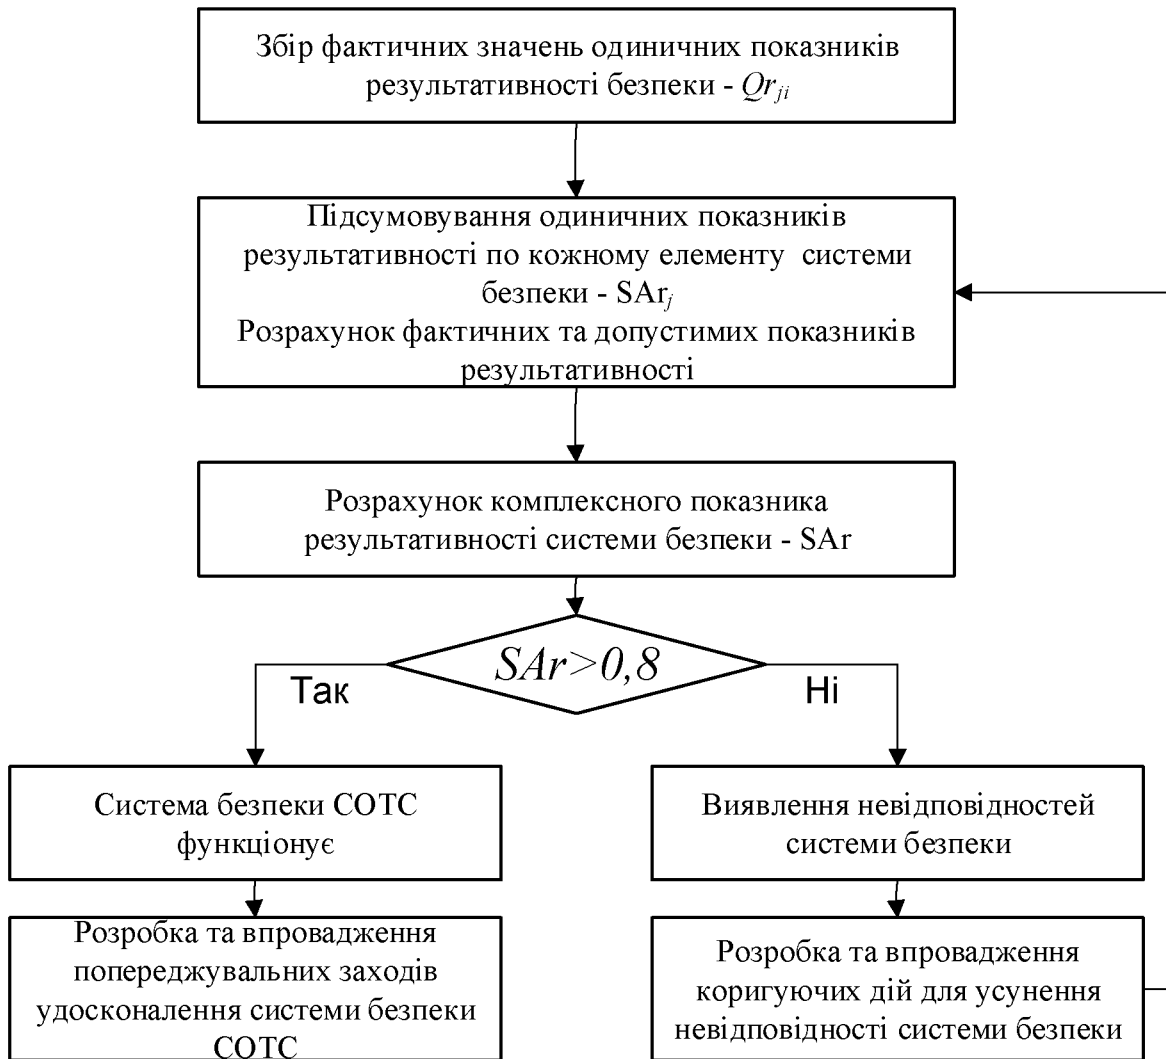 Збір фактичних значень одиничних показників
результативності безпеки - Qr_ji
Підсумовування одиничних показників
результативності по кожному елементу системи
безпеки - SAr_j
Розрахунок фактичних та допустимих показників
результативності
Розрахунок комплексного показника
результативності системи безпеки - SAr
SAr>0,8
Так
Ні
Система безпеки СОТС
функціонує
Виявлення невідповідностей
системи безпеки
Розробка та впровадження
попереджувальних заходів
удосконалення системи безпеки
СОТС
Розробка та впровадження
коригуючих дій для усунення
невідповідності системи безпеки